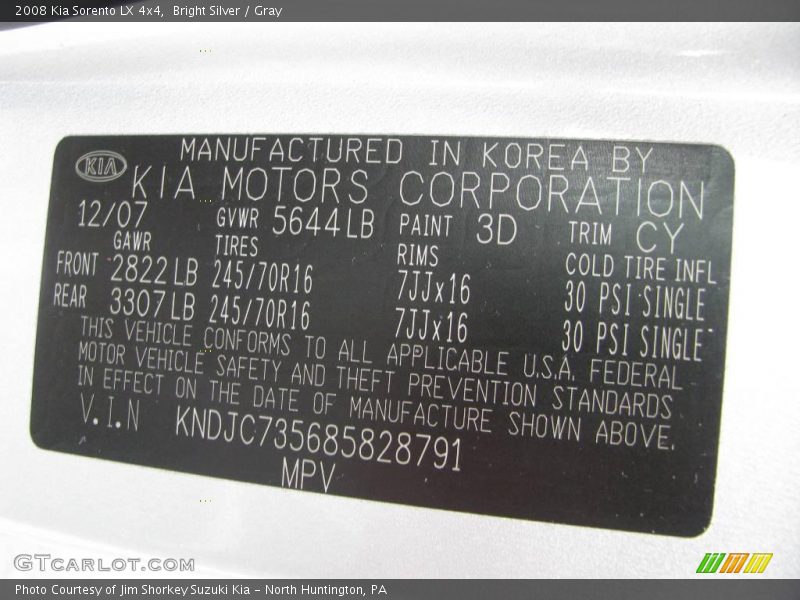 2008 Kia Sorento LX 4x4,  Bright Silver / Gray
KIA
MANUFACTURED IN KOREA BY
KIA MOTORS CORPORATION
12/07 GVWR 5644LB PAINT 3D TRIM CY
GAWR TIRES RIMS COLD TIRE INFL
FRONT 2822LB 245/70R16 7JJx16 30 PSI SINGLE
REAR 3307LB 245/70R16 7JJx16 30 PSI SINGLE
THIS VEHICLE CONFORMS TO ALL APPLICABLE U.S.A. FEDERAL
MOTOR VEHICLE SAFETY AND THEFT PREVENTION STANDARDS
IN EFFECT ON THE DATE OF MANUFACTURE SHOWN ABOVE.
V.I.N KNDJC735685828791
MPV
GTCARLOT.COM
Photo Courtesy of Jim Shorkey Suzuki Kia - North Huntington, PA